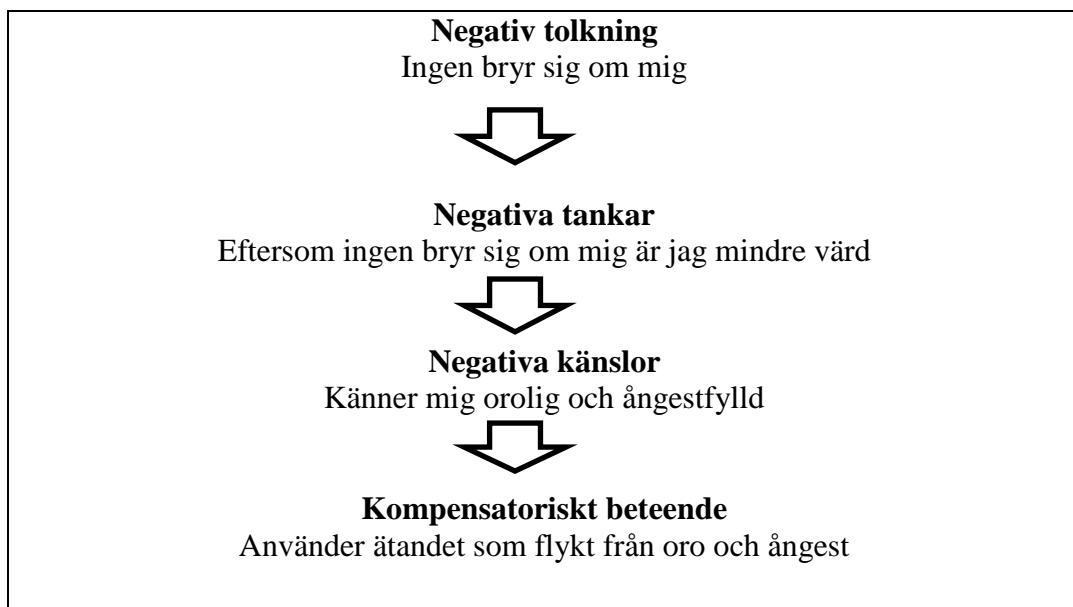 Negativ tolkning
Ingen bryr sig om mig
Negativa tankar
Eftersom ingen bryr sig om mig är jag mindre värd
Negativa känslor
Känner mig orolig och ångestfylld
Kompensatoriskt beteende
Använder ätandet som flykt från oro och ångest